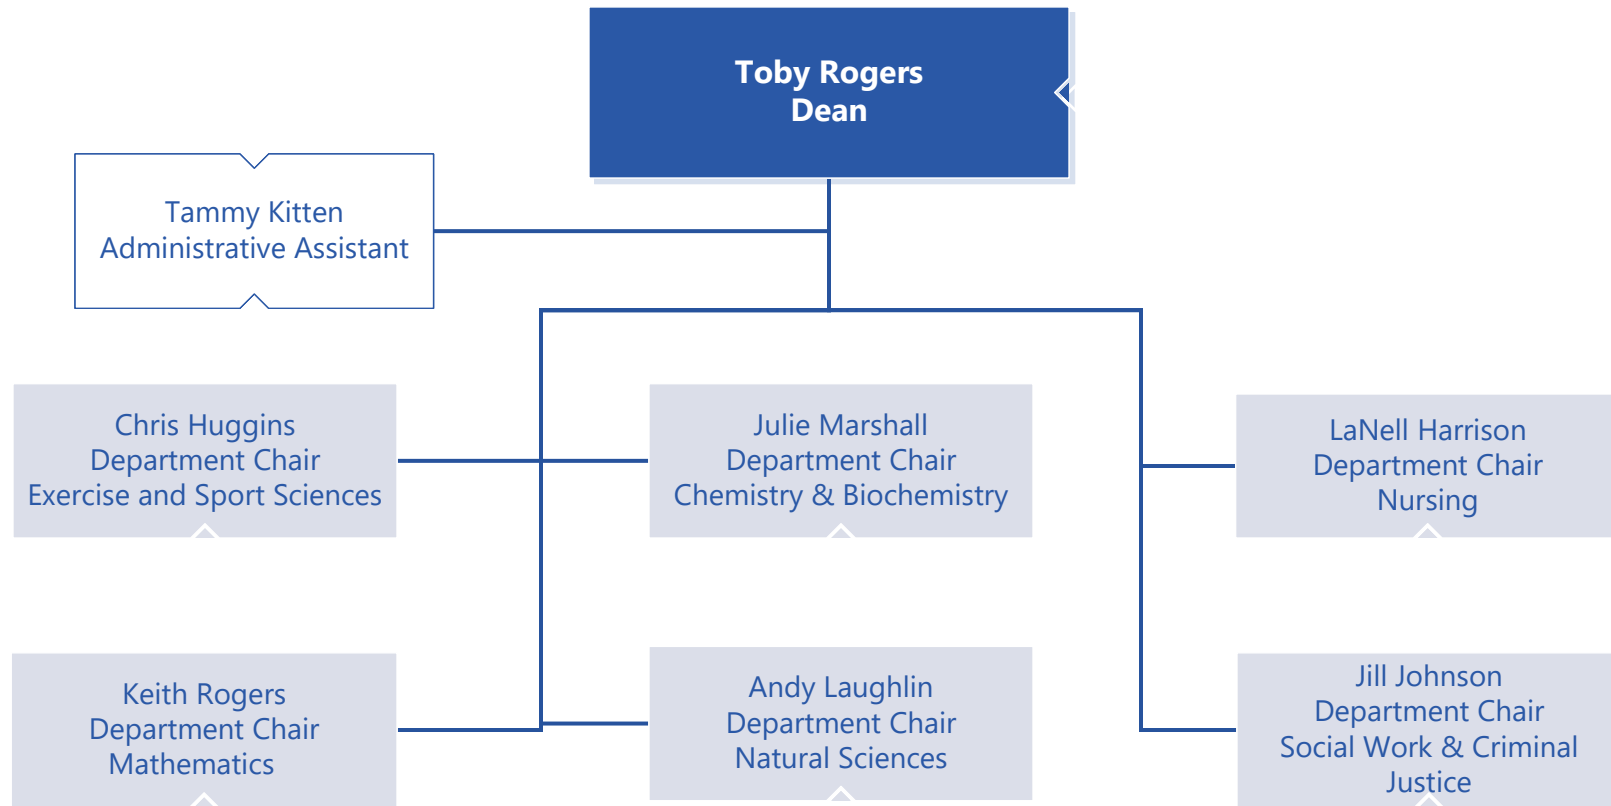 Toby Rogers
Dean
Tammy Kitten
Administrative Assistant
Chris Huggins
Department Chair
Exercise and Sport Sciences
Julie Marshall
Department Chair
Chemistry & Biochemistry
LaNell Harrison
Department Chair
Nursing
Keith Rogers
Department Chair
Mathematics
Andy Laughlin
Department Chair
Natural Sciences
Jill Johnson
Department Chair
Social Work & Criminal
Justice